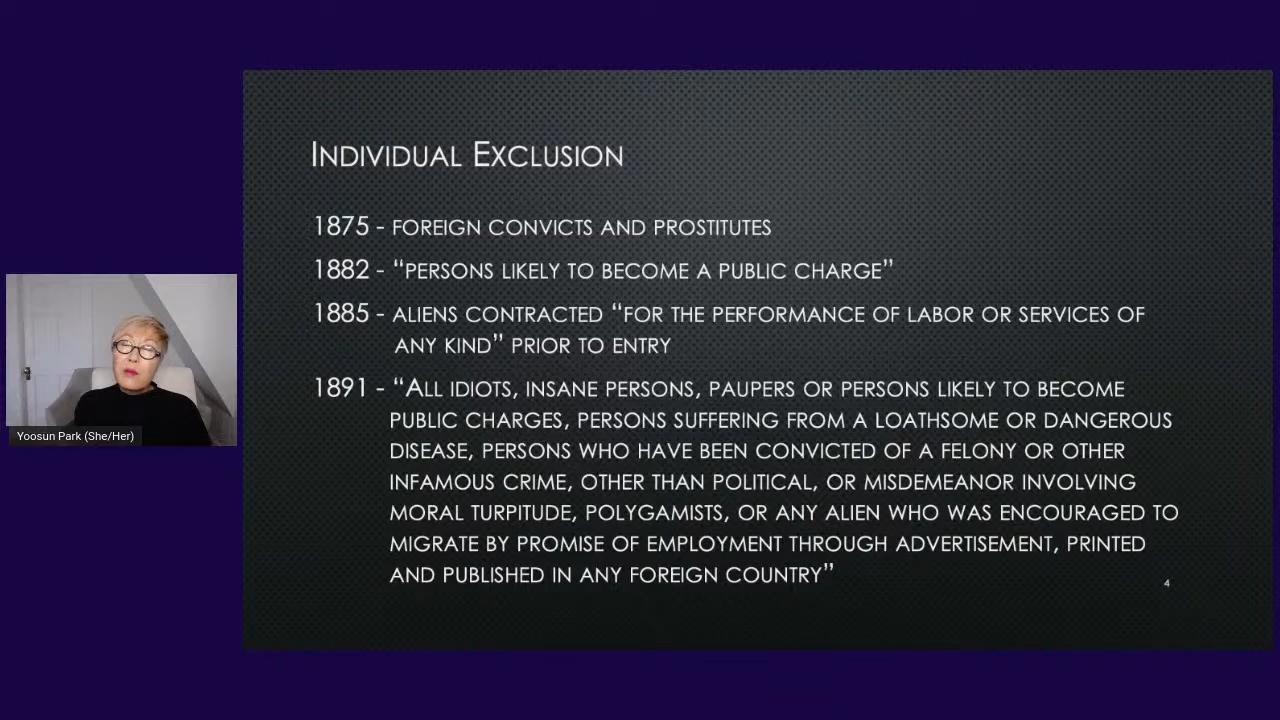 INDIVIDUAL EXCLUSION
1875 - FOREIGN CONVICTS AND PROSTITUTES
1882 - “PERSONS LIKELY TO BECOME A PUBLIC CHARGE”
1885 - ALIENS CONTRACTED “FOR THE PERFORMANCE OF LABOR OR SERVICES OF
ANY KIND” PRIOR TO ENTRY
1891 - “ALL IDIOTS, INSANE PERSONS, PAUPERS OR PERSONS LIKELY TO BECOME
PUBLIC CHARGES, PERSONS SUFFERING FROM A LOATHSOME OR DANGEROUS
DISEASE, PERSONS WHO HAVE BEEN CONVICTED OF A FELONY OR OTHER
INFAMOUS CRIME, OTHER THAN POLITICAL, OR MISDEMEANOR INVOLVING
MORAL TURPITUDE, POLYGAMISTS, OR ANY ALIEN WHO WAS ENCOURAGED TO
MIGRATE BY PROMISE OF EMPLOYMENT THROUGH ADVERTISEMENT, PRINTED
AND PUBLISHED IN ANY FOREIGN COUNTRY”
4
Yoosun Park (She/Her)